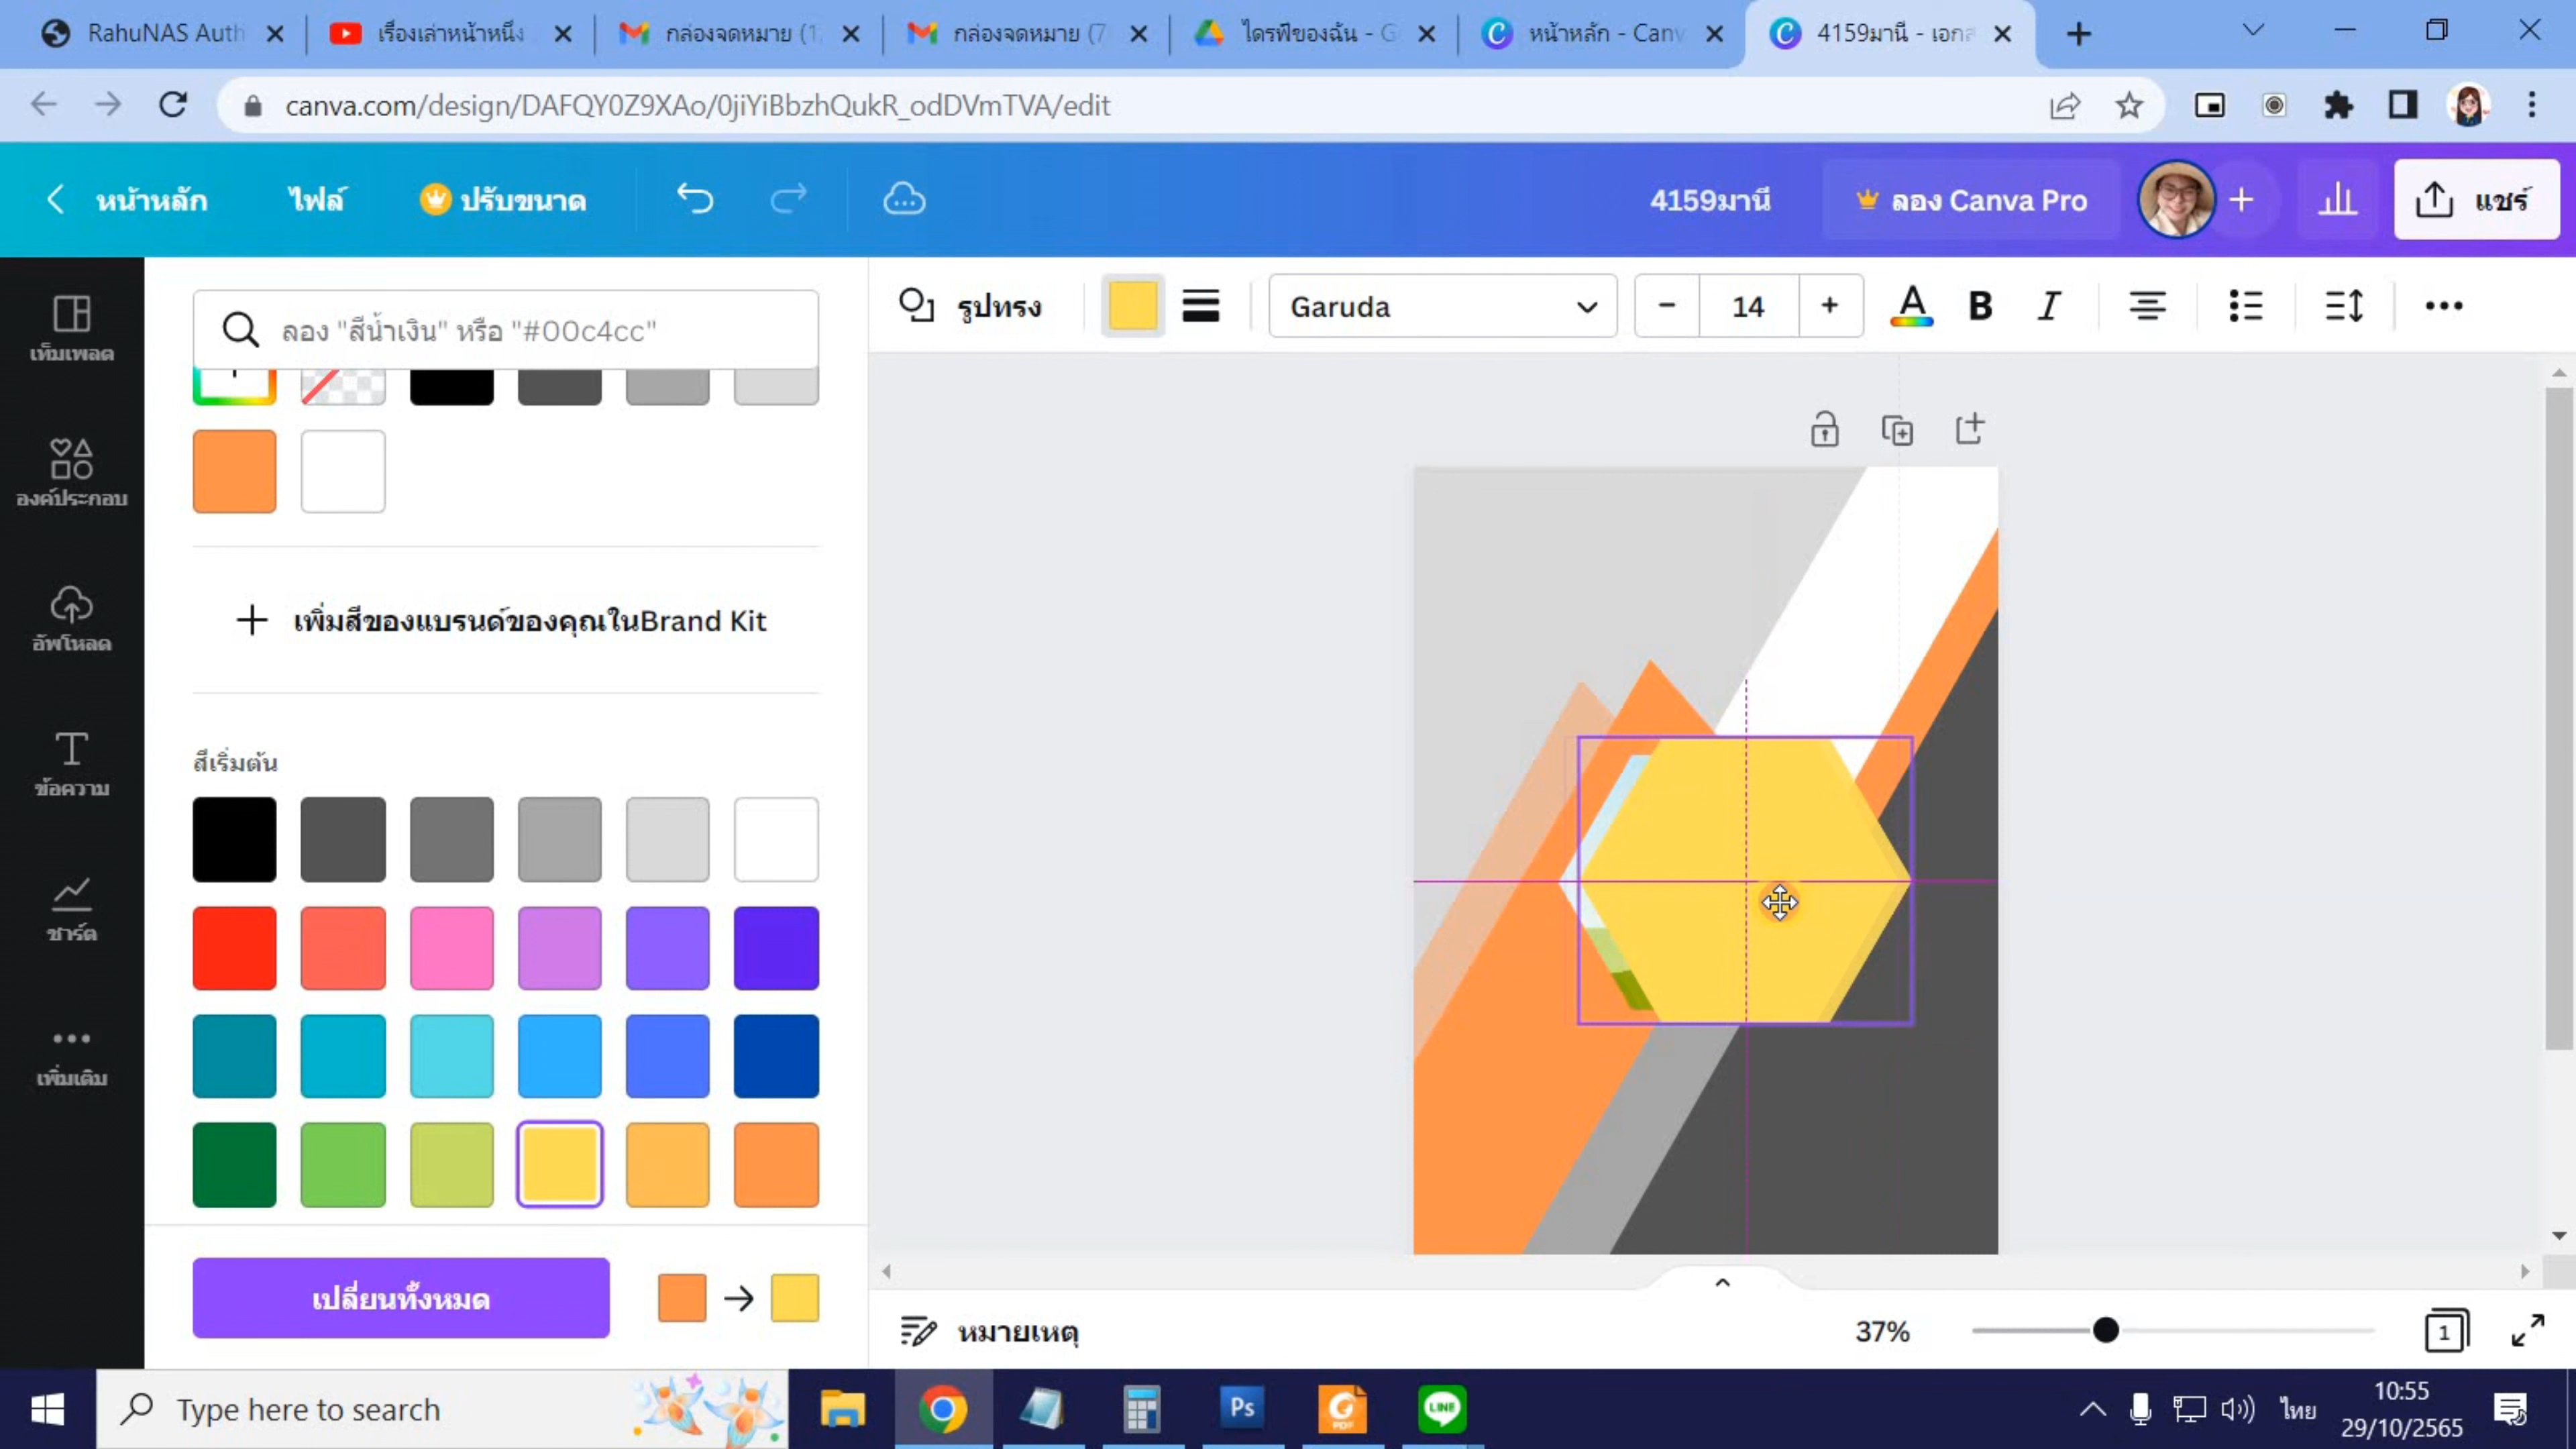 RahuNAS Auth
เรื่องเล่าหน้าหนึ่ง
กล่องจดหมาย (1
กล่องจดหมาย (7
ไดรฟ์ของฉัน - G
หน้าหลัก - Canv
4159มานี - เอกส
canva.com/design/DAFQY0Z9XAo/0jiYiBbzhQukR_odDVmTVA/edit
หน้าหลัก
ไฟล์
ปรับขนาด
4159มานี
ลอง Canva Pro
แชร์
เท็มเพลต
องค์ประกอบ
อัพโหลด
ข้อความ
ชาร์ต
เพิ่มเติม
ลอง "สีน้ำเงิน" หรือ "#00c4cc"
เพิ่มสีของแบรนด์ของคุณในBrand Kit
สีเริ่มต้น
เปลี่ยนทั้งหมด
รูปทรง
Garuda
- 14 +
A B I
หมายเหตุ
37%
1
Type here to search
Ps
PDF
LINE
ไทย
10:55
29/10/2565